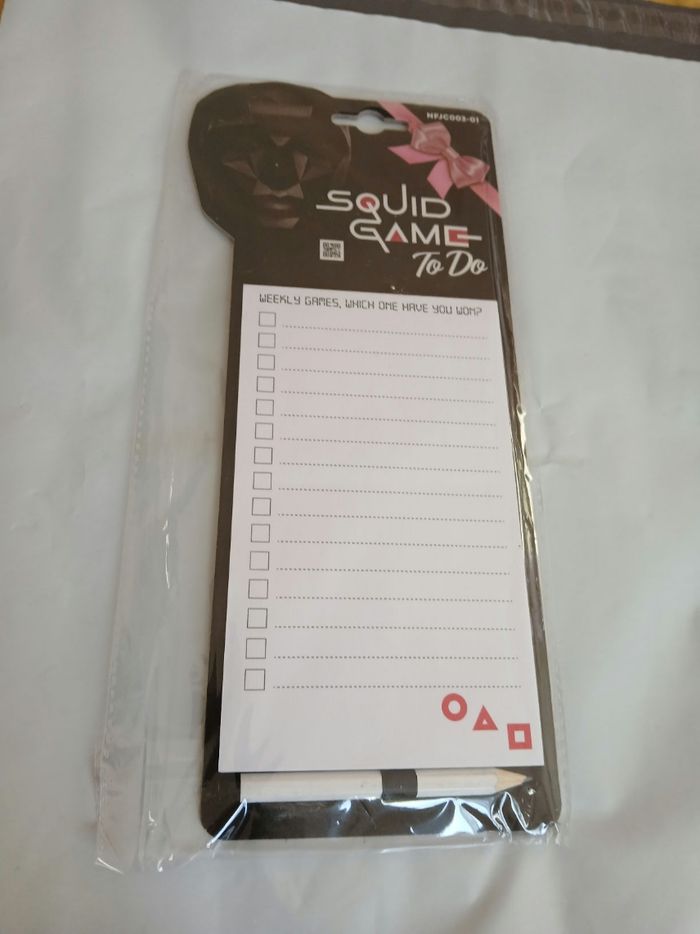 NFJC003-01
SQUID
GAME
To Do
WEEKLY GAMES, WHICH ONE HAVE YOU WON?